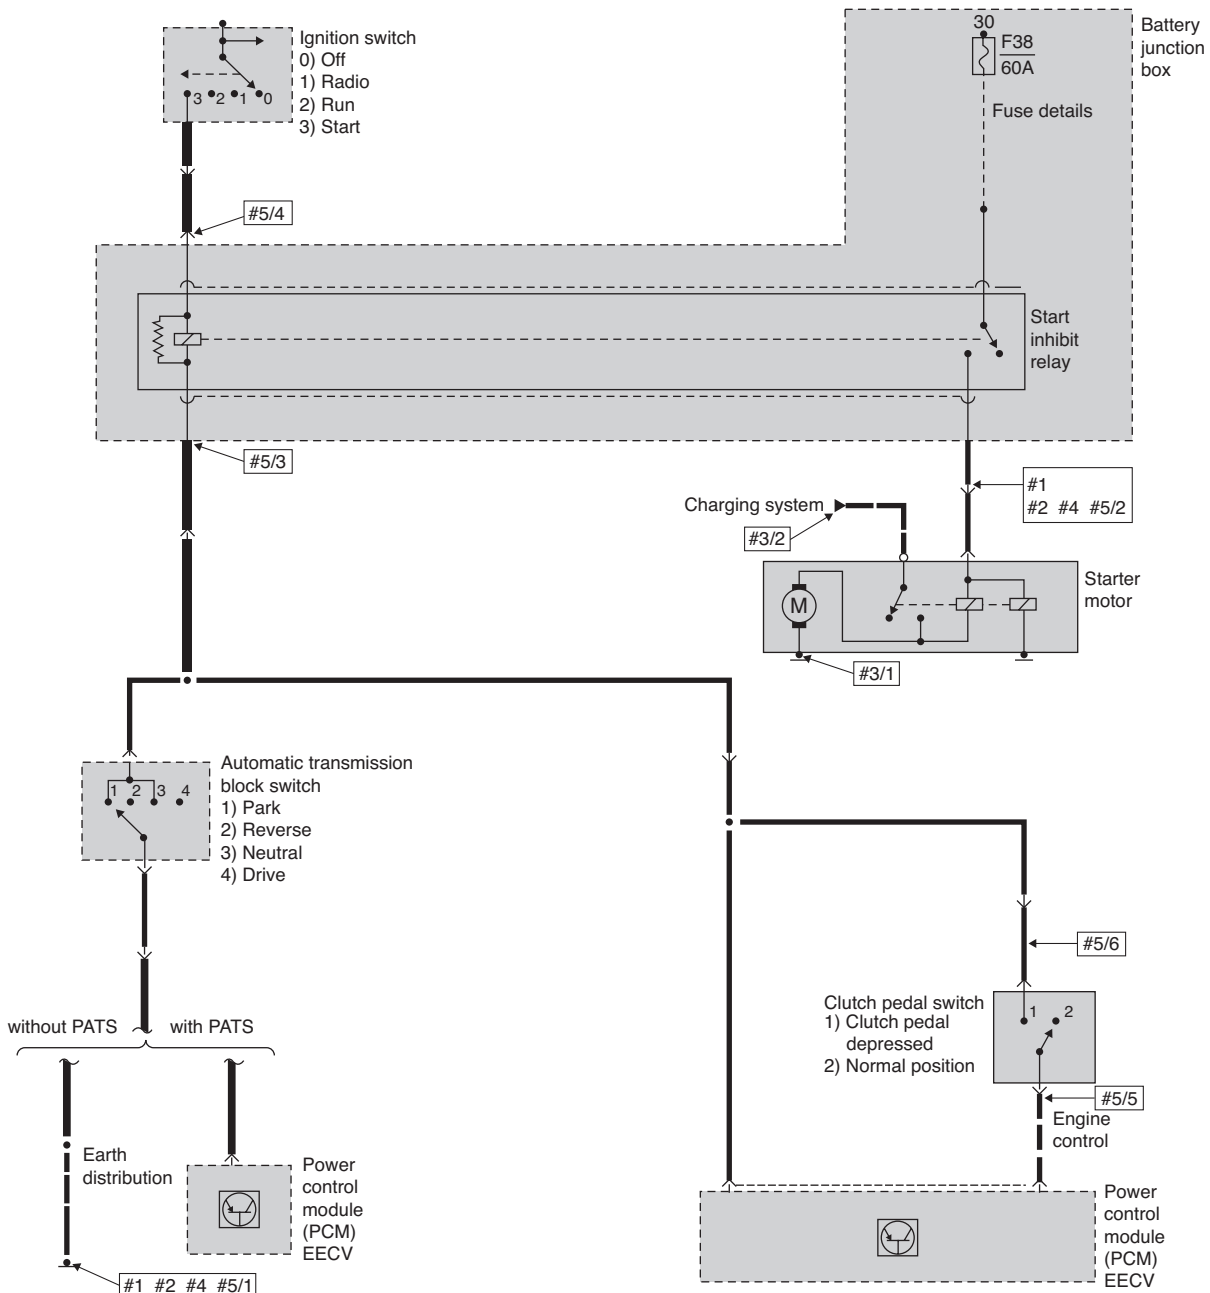 Ignition switch
0) Off
1) Radio
2) Run
3) Start
3 2 1 0
30
F38
60A
Fuse details
Battery
junction
box
#5/4
Start
inhibit
relay
#5/3
#1
#2 #4 #5/2
Charging system
#3/2
M
Starter
motor
#3/1
Automatic transmission
block switch
1) Park
2) Reverse
3) Neutral
4) Drive
1 2 3 4
#5/6
Clutch pedal switch
1) Clutch pedal
depressed
2) Normal position
1 2
#5/5
Engine
control
without PATS
with PATS
Earth
distribution
Power
control
module
(PCM)
EECV
#1 #2 #4 #5/1
Power
control
module
(PCM)
EECV